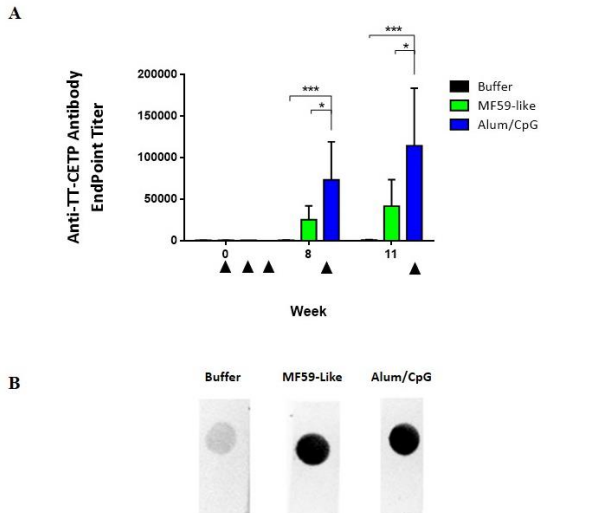 A
Anti-TT-CETP Antibody
EndPoint Titer
200000
150000
100000
50000
0
***
*
***
*
0 8 11
Week
Buffer
MF59-like
Alum/CpG
B
Buffer MF59-Like Alum/CpG